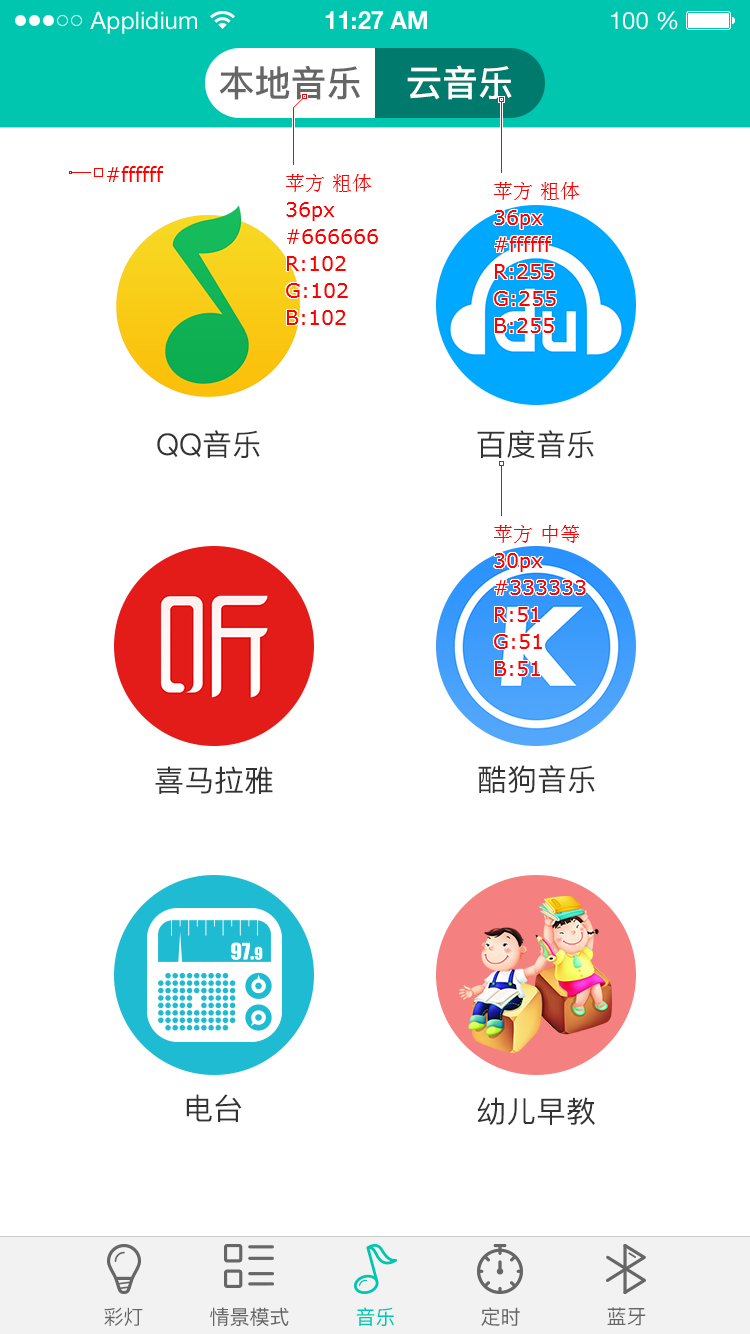 Applidium 11:27 AM 100 %
本地音乐 云音乐
#ffffff
苹方 粗体
36px
#666666
R:102
G:102
B:102
苹方 粗体
36px
#ffffff
R:255
G:255
B:255
du
QQ音乐
百度音乐
苹方 中等
30px
#333333
R:51
G:51
B:51
听
K
喜马拉雅
酷狗音乐
97.9
电台
幼儿早教
彩灯 情景模式 音乐 定时 蓝牙